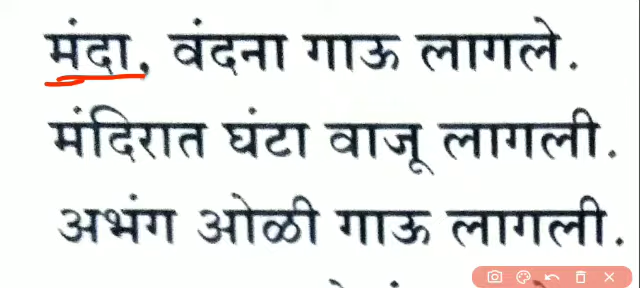 मंदा, वंदना गाऊ लागले.
मंदिरात घंटा वाजू लागली.
अभंग ओळी गाऊ लागली.